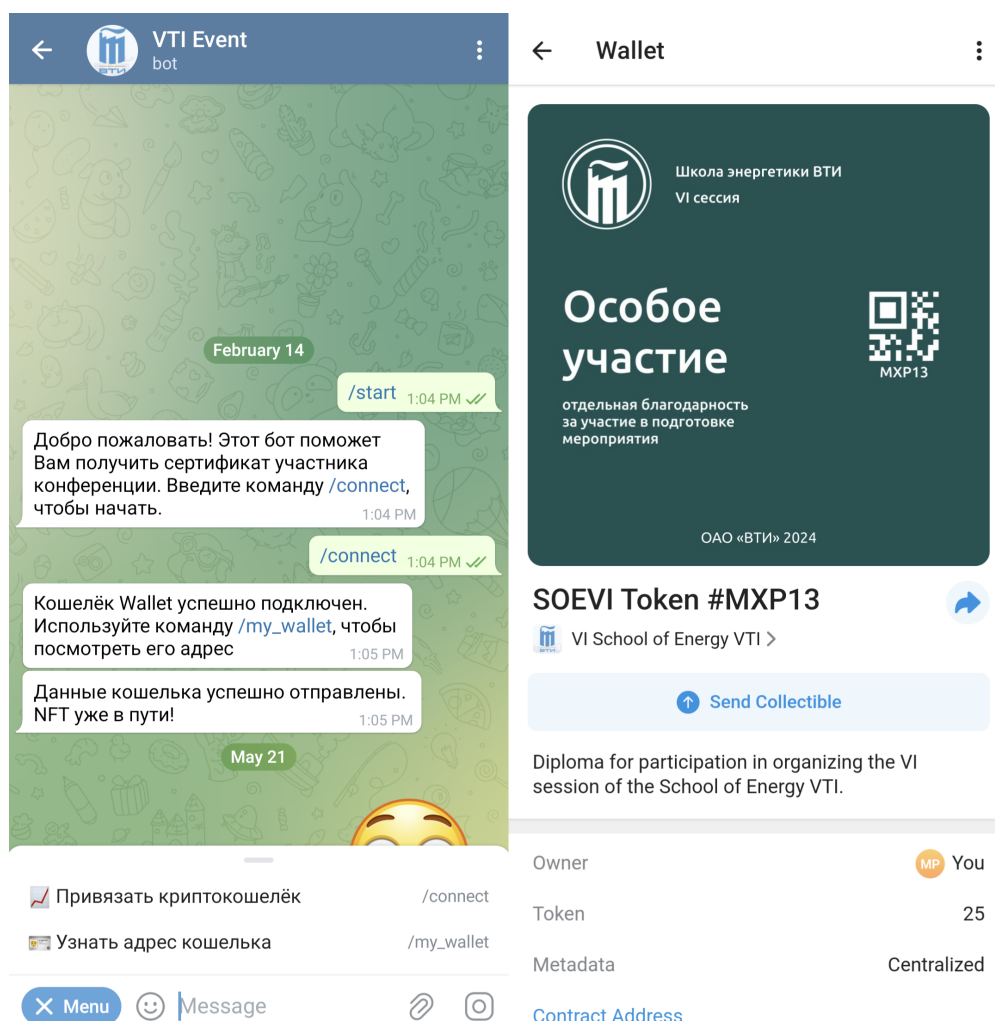 VTI Event
bot
February 14
/start 1:04 PM
Добро пожаловать! Этот бот поможет
Вам получить сертификат участника
конференции. Введите команду /connect,
чтобы начать.
1:04 PM
/connect 1:04 PM
Кошелёк Wallet успешно подключен.
Используйте команду /my_wallet, чтобы
посмотреть его адрес
1:05 PM
Данные кошелька успешно отправлены.
NFT уже в пути!
1:05 PM
May 21
Привязать криптокошелёк /connect
Узнать адрес кошелька /my_wallet
Menu Message
Wallet
Школа энергетики ВТИ
VI сессия
Особое
участие
MXP13
отдельная благодарность
за участие в подготовке
мероприятия
ОАО «ВТИ» 2024
SOEVI Token #MXP13
VI School of Energy VTI
Send Collectible
Diploma for participation in organizing the VI
session of the School of Energy VTI.
Owner MP You
Token 25
Metadata Centralized
Contract Address